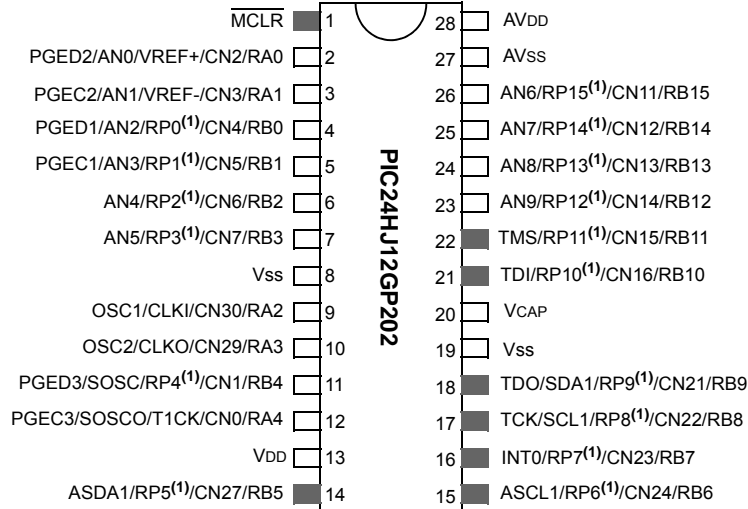 MCLR 1
PGED2/AN0/VREF+/CN2/RA0 2
PGEC2/AN1/VREF-/CN3/RA1 3
PGED1/AN2/RP0(1)/CN4/RB0 4
PGEC1/AN3/RP1(1)/CN5/RB1 5
AN4/RP2(1)/CN6/RB2 6
AN5/RP3(1)/CN7/RB3 7
Vss 8
OSC1/CLKI/CN30/RA2 9
OSC2/CLKO/CN29/RA3 10
PGED3/SOSC/RP4(1)/CN1/RB4 11
PGEC3/SOSCO/T1CK/CN0/RA4 12
VDD 13
ASDA1/RP5(1)/CN27/RB5 14
PIC24HJ12GP202
28 AVDD
27 AVss
26 AN6/RP15(1)/CN11/RB15
25 AN7/RP14(1)/CN12/RB14
24 AN8/RP13(1)/CN13/RB13
23 AN9/RP12(1)/CN14/RB12
22 TMS/RP11(1)/CN15/RB11
21 TDI/RP10(1)/CN16/RB10
20 VCAP
19 Vss
18 TDO/SDA1/RP9(1)/CN21/RB9
17 TCK/SCL1/RP8(1)/CN22/RB8
16 INT0/RP7(1)/CN23/RB7
15 ASCL1/RP6(1)/CN24/RB6